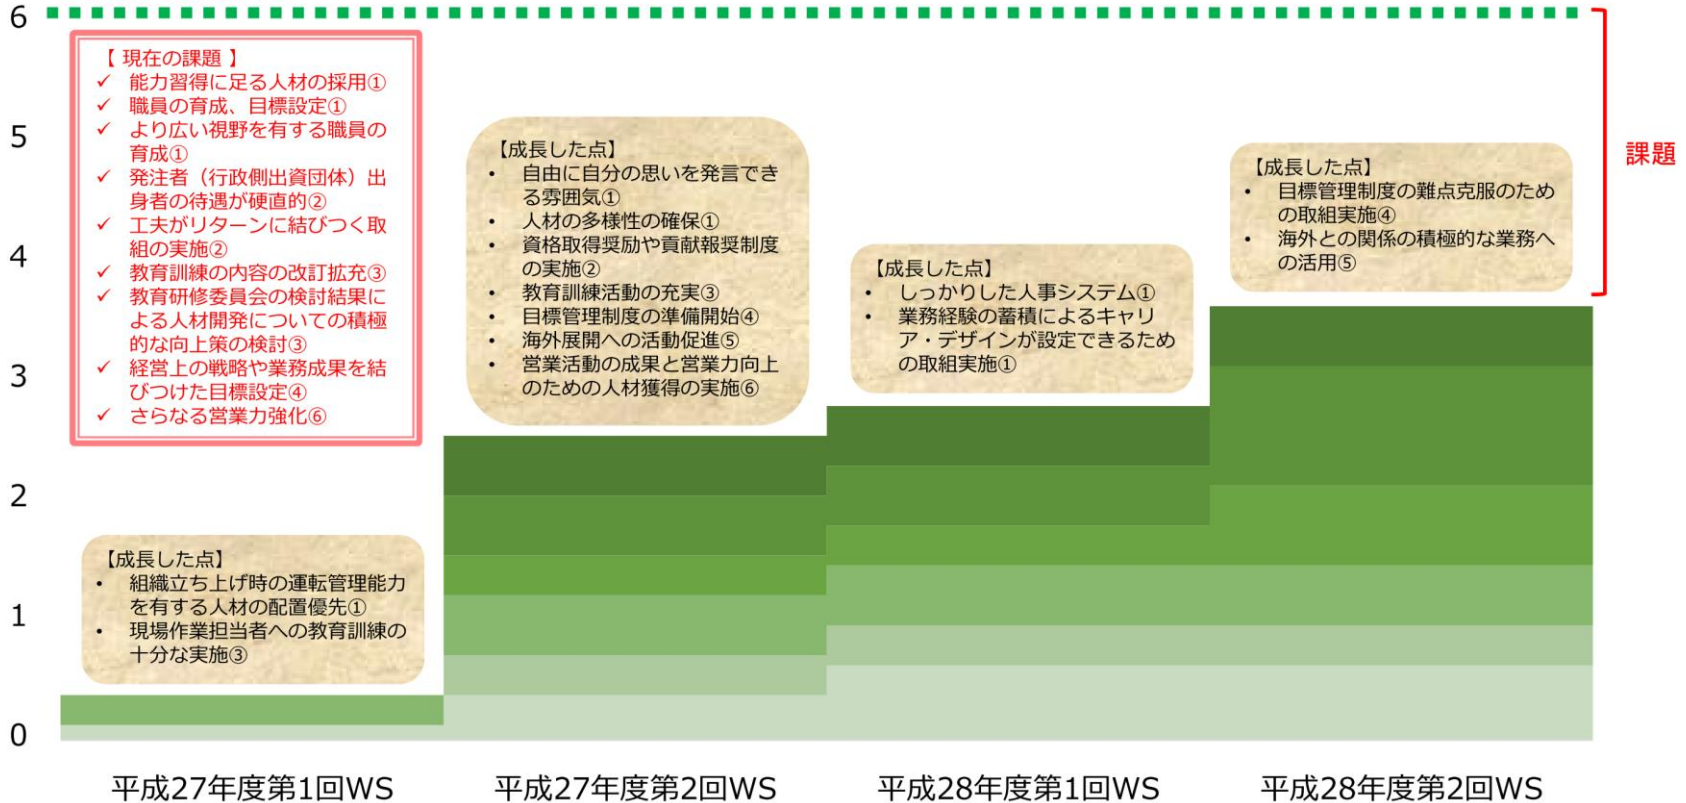 6
5
4
3
2
1
0
【 現在の課題 】
✓ 能力習得に足る人材の採用①
✓ 職員の育成、目標設定①
✓ より広い視野を有する職員の
育成①
✓ 発注者（行政側出資団体）出
身者の待遇が硬直的②
✓ 工夫がリターンに結びつく取
組の実施②
✓ 教育訓練の内容の改訂拡充③
✓ 教育研修委員会の検討結果に
よる人材開発についての積極
的な向上策の検討③
✓ 経営上の戦略や業務成果を結
びつけた目標設定④
✓ さらなる営業力強化⑥
【成長した点】
• 組織立ち上げ時の運転管理能力
を有する人材の配置優先①
• 現場作業担当者への教育訓練の
十分な実施③
【成長した点】
• 自由に自分の思いを発言でき
る雰囲気①
• 人材の多様性の確保①
• 資格取得奨励や貢献報奨制度
の実施②
• 教育訓練活動の充実③
• 目標管理制度の準備開始④
• 海外展開への活動促進⑤
• 営業活動の成果と営業力向上
のための人材獲得の実施⑥
【成長した点】
• しっかりした人事システム①
• 業務経験の蓄積によるキャリ
ア・デザインが設定できるため
の取組実施①
【成長した点】
• 目標管理制度の難点克服のため
の取組実施④
• 海外との関係の積極的な業務へ
の活用⑤
課題
平成27年度第1回WS
平成27年度第2回WS
平成28年度第1回WS
平成28年度第2回WS